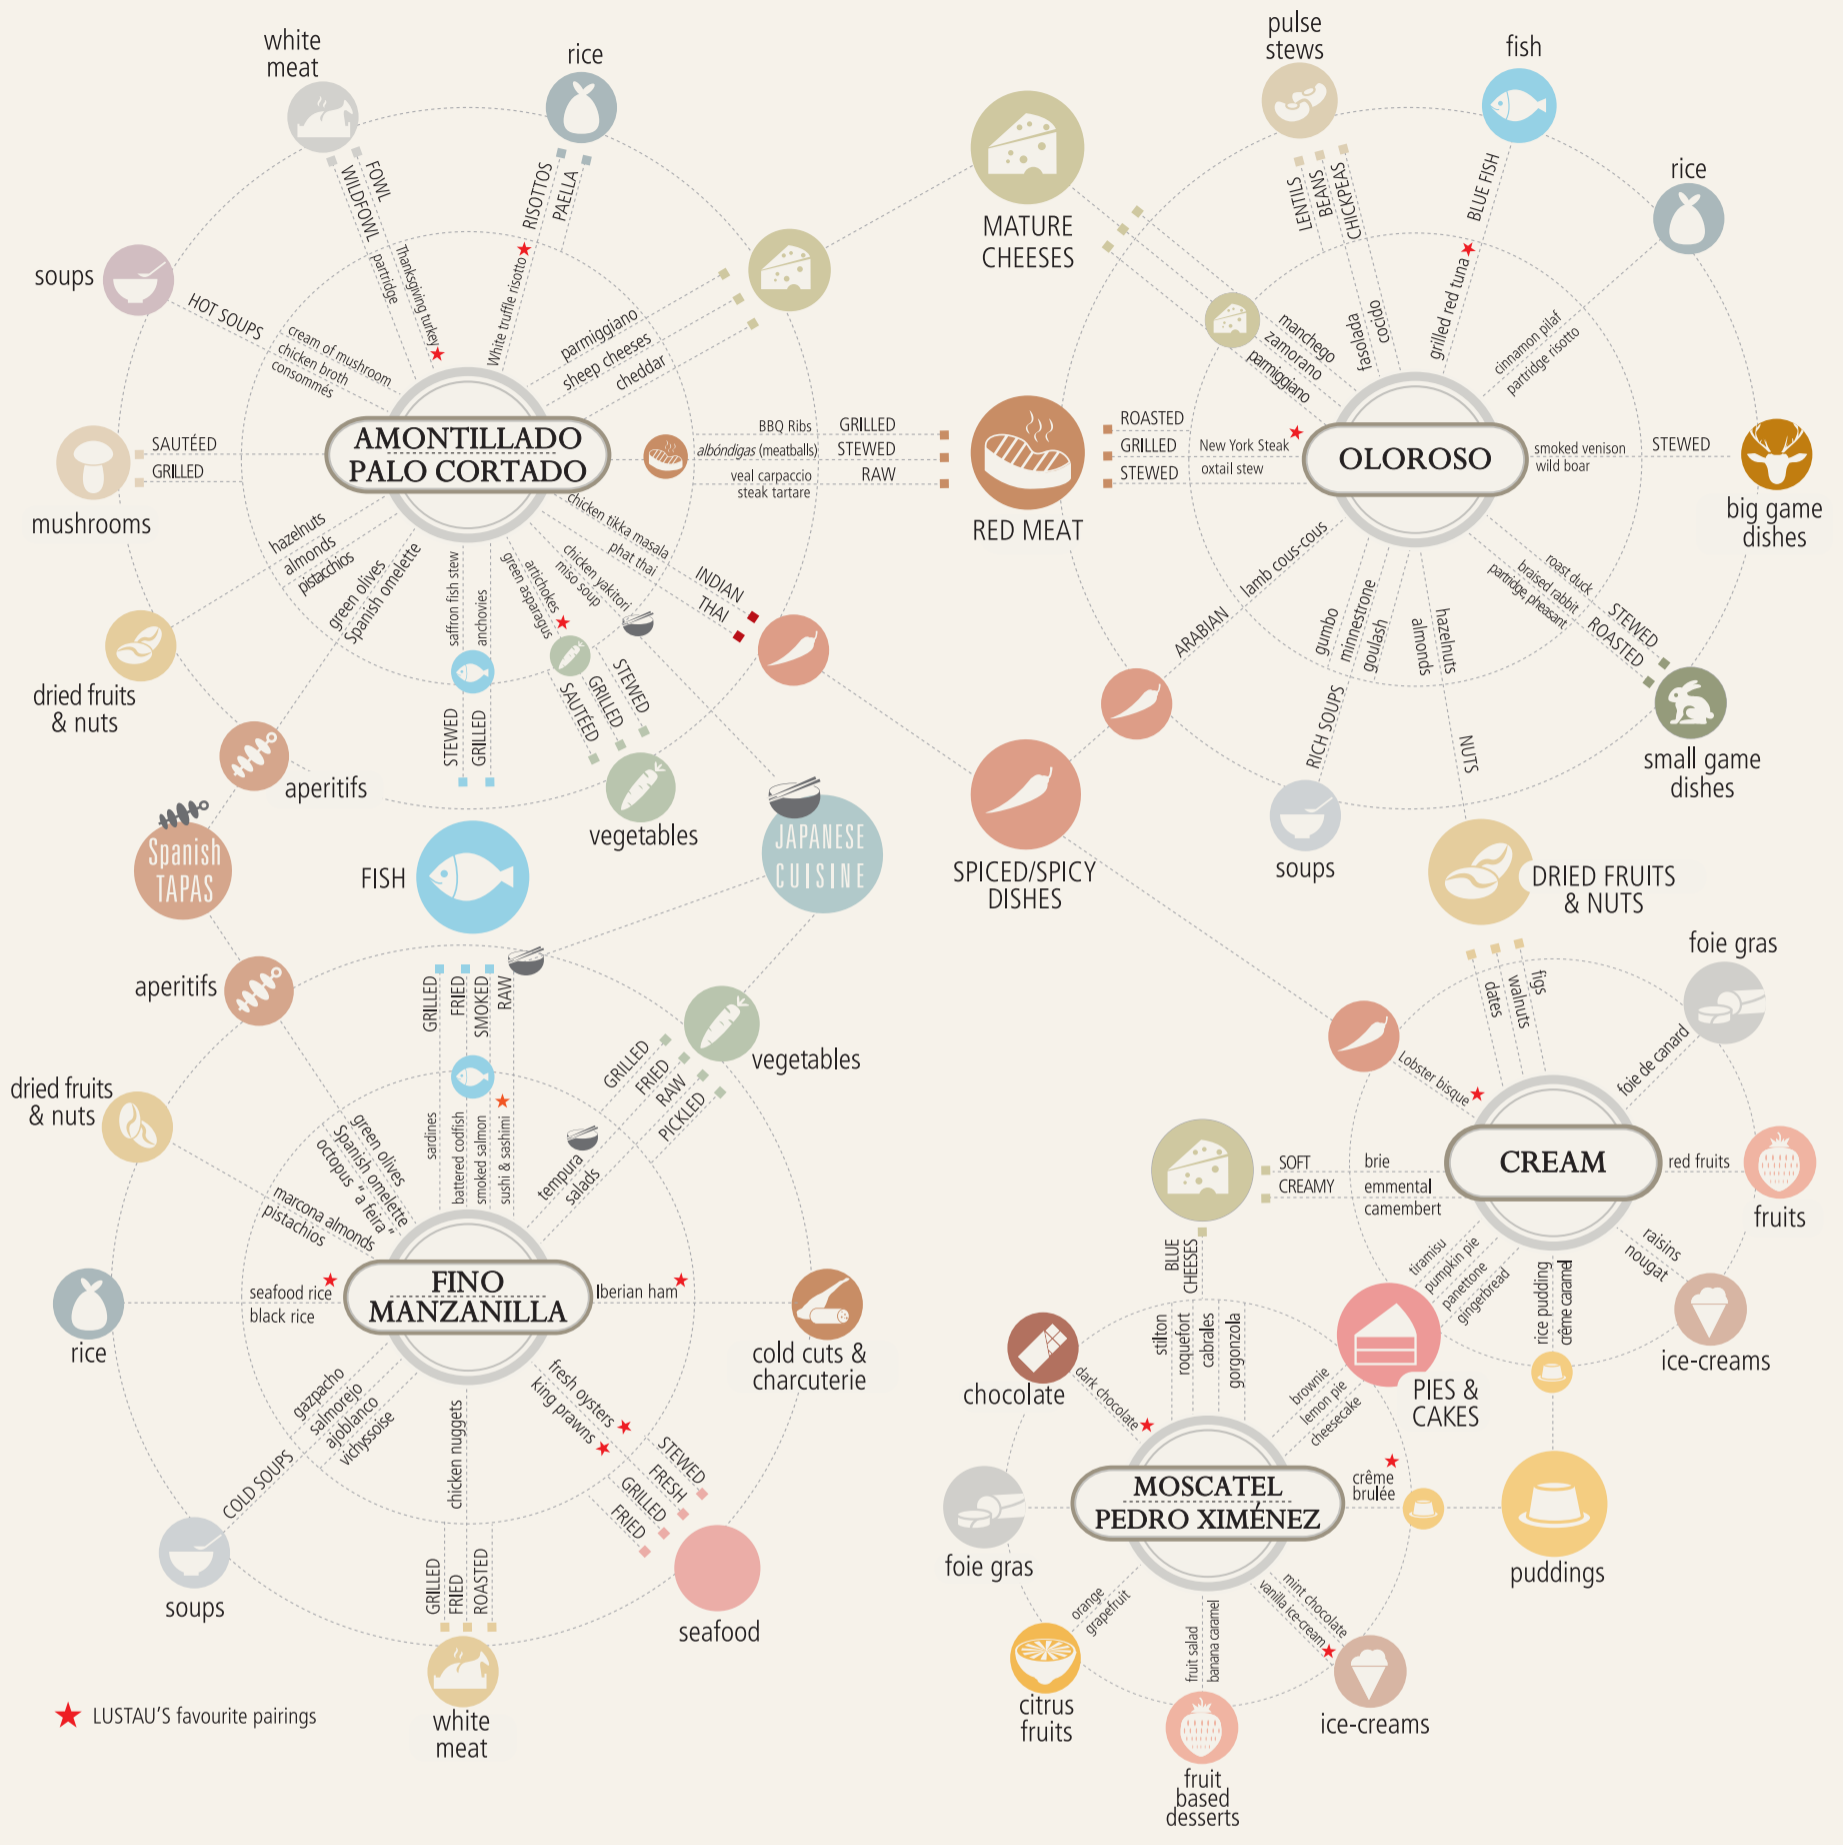 white
meat
rice
FOWL
WILDFOWL
Thanksgiving turkey
partridge
RISOTTOS
PAELLA
White truffle risotto
soups
HOT SOUPS
cream of mushroom
chicken broth
consommés
parmiggiano
sheep cheeses
cheddar
MATURE
CHEESES
AMONTILLADO
PALO CORTADO
SAUTÉED
GRILLED
mushrooms
BBQ Ribs
GRILLED
albóndigas (meatballs)
STEWED
veal carpaccio
RAW
steak tartare
RED MEAT
hazelnuts
almonds
pistacchios
dried fruits
& nuts
green olives
Spanish omelette
aperitifs
saffron fish stew
anchovies
STEWED
GRILLED
artichokes
green asparagus
STEWED
GRILLED
SAUTÉED
vegetables
chicken yakitori
miso soup
chicken tikka masala
phat thai
INDIAN
THAI
pulse
stews
fish
rice
LENTILS
BEANS
CHICKPEAS
fasolada
cocido
BLUE FISH
grilled red tuna
cinnamon pilaf
partridge risotto
manchego
zamorano
parmiggiano
OLOROSO
ROASTED
GRILLED
New York Steak
STEWED
oxtail stew
smoked venison
wild boar
STEWED
big game
dishes
ARABIAN
lamb cous-cous
gumbo
minnestrone
goulash
RICH SOUPS
soups
hazelnuts
almonds
NUTS
roast duck
braised rabbit
partridge pheasant
STEWED
ROASTED
small game
dishes
Spanish
TAPAS
FISH
JAPANESE
CUISINE
SPICED/SPICY
DISHES
DRIED FRUITS
& NUTS
aperitifs
GRILLED
FRIED
SMOKED
RAW
sardines
battered codfish
smoked salmon
sushi & sashimi
GRILLED
FRIED
RAW
PICKLED
tempura
salads
vegetables
dried fruits
& nuts
green olives
Spanish omelette
octopus "a feira"
marcona almonds
pistachios
FINO
MANZANILLA
seafood rice
black rice
rice
Iberian ham
cold cuts &
charcuterie
gazpacho
salmorejo
ajoblanco
vichyssoise
COLD SOUPS
soups
chicken nuggets
GRILLED
FRIED
ROASTED
white
meat
fresh oysters
king prawns
STEWED
FRESH
GRILLED
FRIED
seafood
figs
walnuts
dates
foie gras
foie de canard
Lobster bisque
CREAM
SOFT
brie
CREAMY
emmental
camembert
red fruits
fruits
raisins
nougat
ice-creams
tiramisu
pumpkin pie
panettone
gingerbread
rice pudding
crême caramel
PIES &
CAKES
BLUE
CHEESES
stilton
roquefort
cabrales
gorgonzola
chocolate
dark chocolate
brownie
lemon pie
cheesecake
MOSCATEL
PEDRO XIMÉNEZ
crême
brulée
puddings
foie gras
orange
grapefruit
citrus
fruits
fruit salad
banana caramel
fruit
based
desserts
mint chocolate
vanilla ice-cream
ice-creams
LUSTAU'S favourite pairings